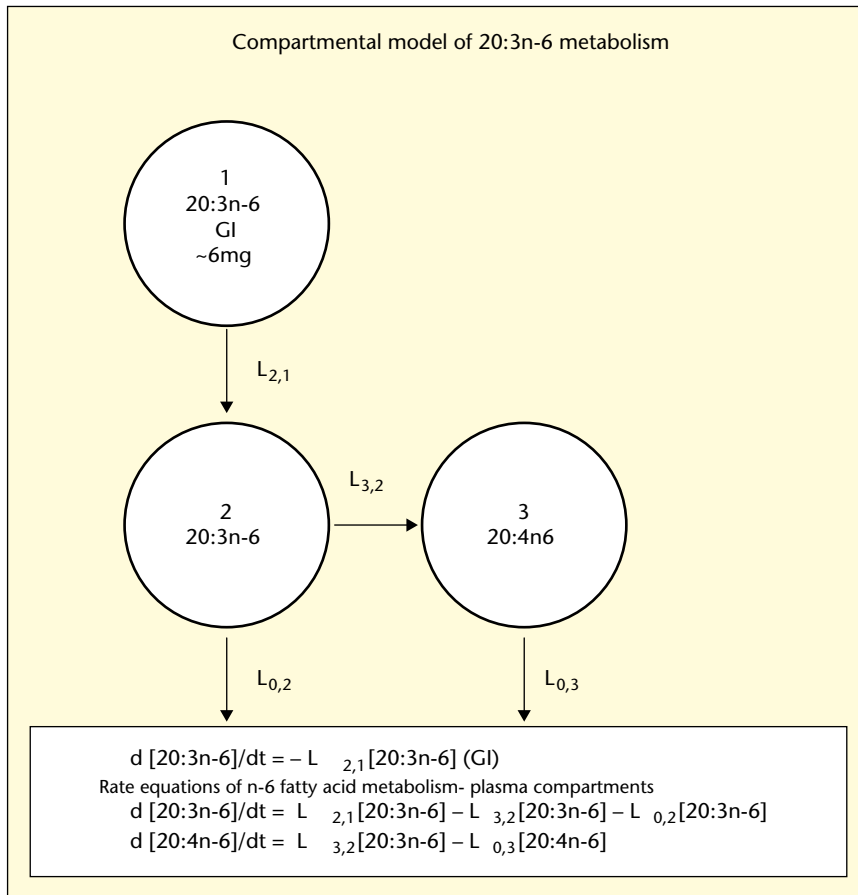 Compartmental model of 20:3n-6 metabolism
1
20:3n-6
GI
~6mg
L2,1
2
20:3n-6
L3,2
3
20:4n6
L0,2
L0,3
d [20:3n-6]/dt = – L 2,1[20:3n-6] (GI)
Rate equations of n-6 fatty acid metabolism- plasma compartments
d [20:3n-6]/dt = L 2,1[20:3n-6] – L 3,2[20:3n-6] – L 0,2[20:3n-6]
d [20:4n-6]/dt = L 3,2[20:3n-6] – L 0,3[20:4n-6]